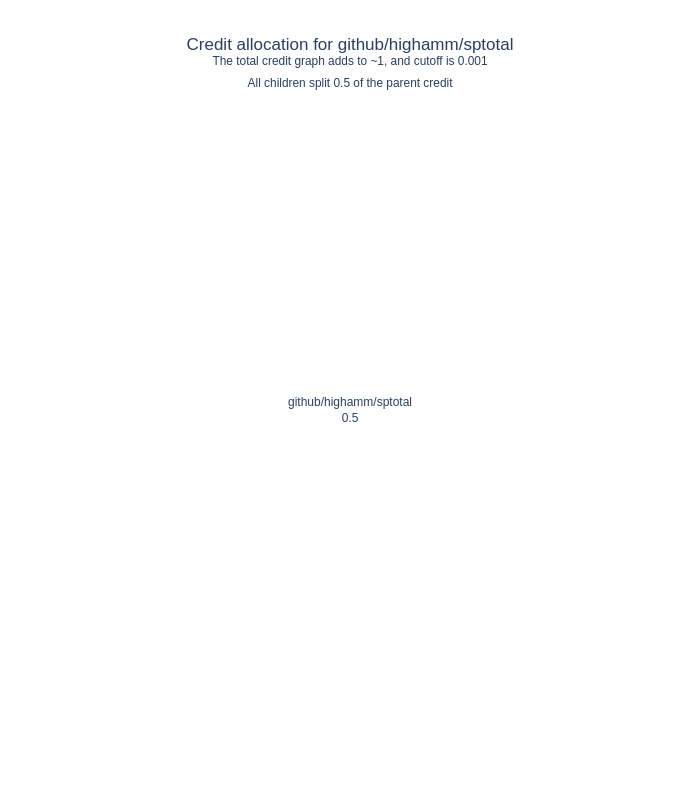 Credit allocation for github/highamm/sptotal
The total credit graph adds to ~1, and cutoff is 0.001
All children split 0.5 of the parent credit
github/highamm/sptotal
0.5